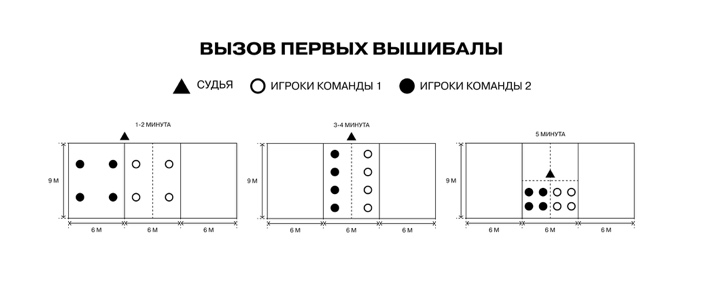 ВЫЗОВ ПЕРВЫХ ВЫШИБАЛЫ
СУДЬЯ ИГРОКИ КОМАНДЫ 1 ИГРОКИ КОМАНДЫ 2
1-2 МИНУТА
9 М
6 М 6 М 6 М
3-4 МИНУТА
9 М
6 М 6 М 6 М
5 МИНУТА
9 М
6 М 6 М 6 М